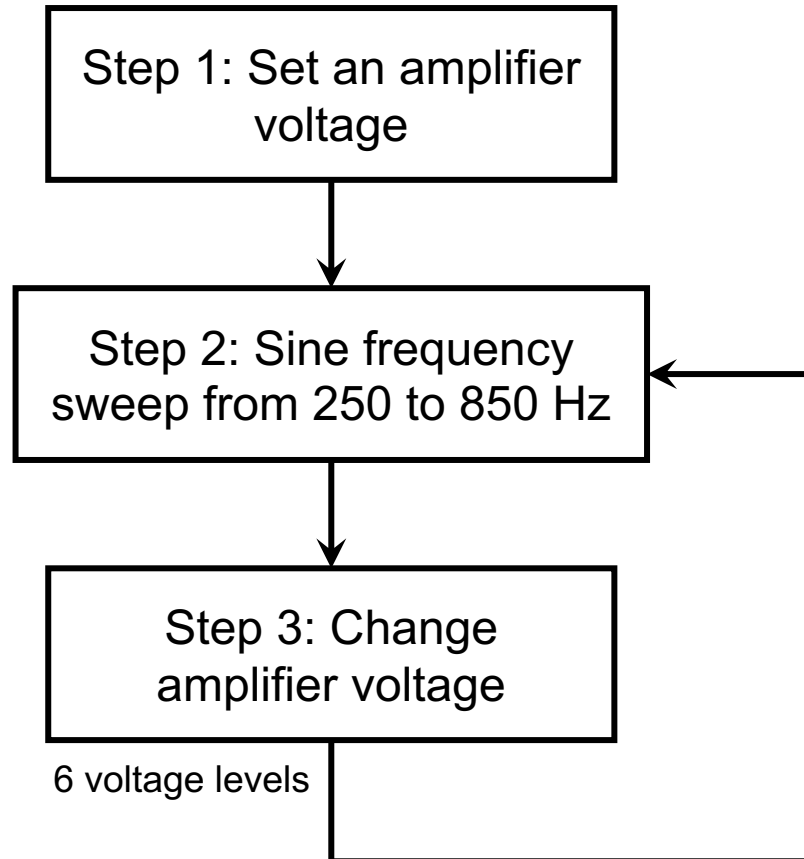 Step 1: Set an amplifier
voltage
Step 2: Sine frequency
sweep from 250 to 850 Hz
Step 3: Change
amplifier voltage
6 voltage levels